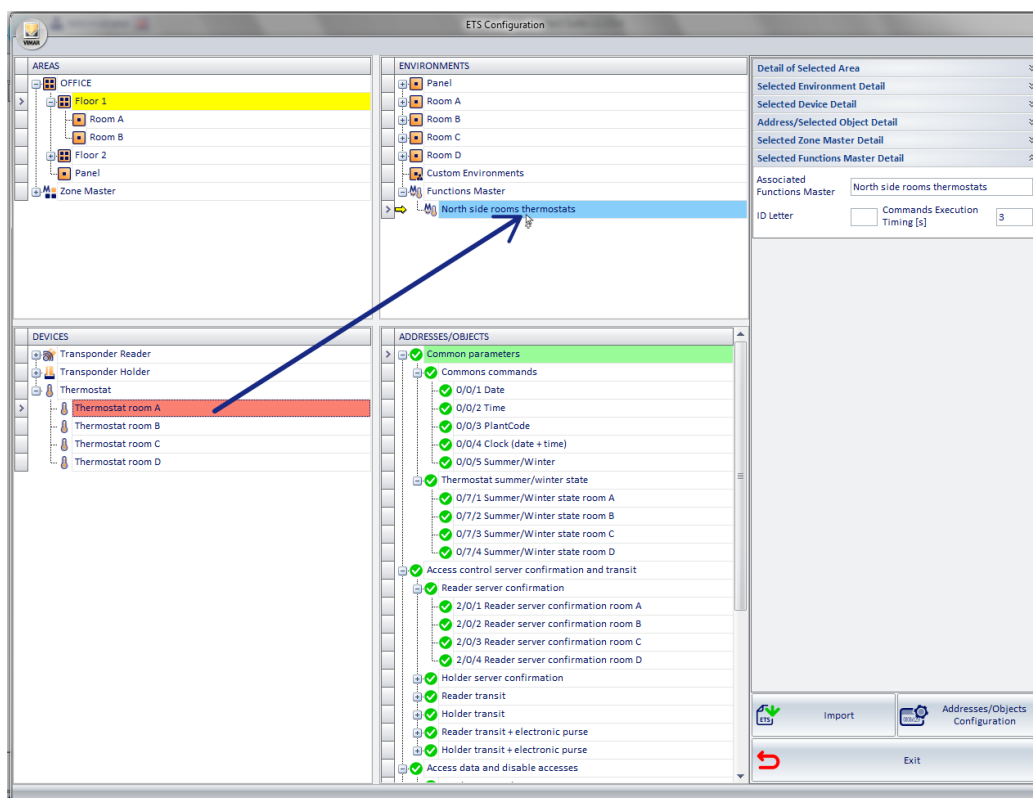 ETS Configuration
VIMAR
AREAS
OFFICE
Floor 1
Room A
Room B
Floor 2
Panel
Zone Master
ENVIRONMENTS
Panel
Room A
Room B
Room C
Room D
Custom Environments
Functions Master
North side rooms thermostats
Detail of Selected Area
Selected Environment Detail
Selected Device Detail
Address/Selected Object Detail
Selected Zone Master Detail
Selected Functions Master Detail
Associated
Functions Master
North side rooms thermostats
ID Letter
Commands Execution
Timing [s]
3
DEVICES
Transponder Reader
Transponder Holder
Thermostat
Thermostat room A
Thermostat room B
Thermostat room C
Thermostat room D
ADDRESSES/OBJECTS
Common parameters
Commons commands
0/0/1 Date
0/0/2 Time
0/0/3 PlantCode
0/0/4 Clock (date + time)
0/0/5 Summer/Winter
Thermostat summer/winter state
0/7/1 Summer/Winter state room A
0/7/2 Summer/Winter state room B
0/7/3 Summer/Winter state room C
0/7/4 Summer/Winter state room D
Access control server confirmation and transit
Reader server confirmation
2/0/1 Reader server confirmation room A
2/0/2 Reader server confirmation room B
2/0/3 Reader server confirmation room C
2/0/4 Reader server confirmation room D
Holder server confirmation
Reader transit
Holder transit
Reader transit + electronic purse
Holder transit + electronic purse
Access data and disable accesses
ETS
Import
Addresses/Objects
Configuration
Exit